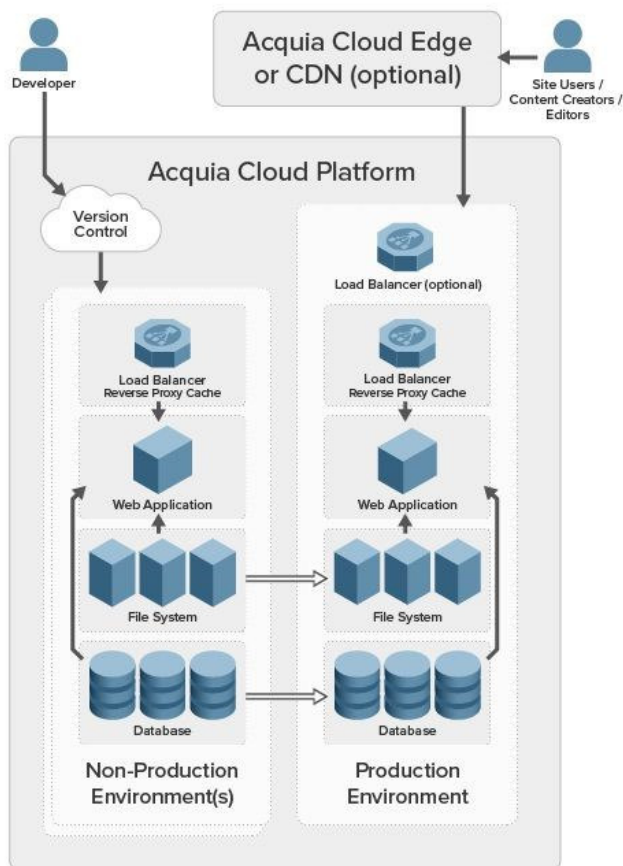 Developer
Acquia Cloud Edge
or CDN (optional)
Site Users /
Content Creators /
Editors
Acquia Cloud Platform
Version
Control
Load Balancer
Reverse Proxy Cache
Web Application
File System
Database
Non-Production
Environment(s)
Load Balancer (optional)
Load Balancer
Reverse Proxy Cache
Web Application
File System
Database
Production
Environment